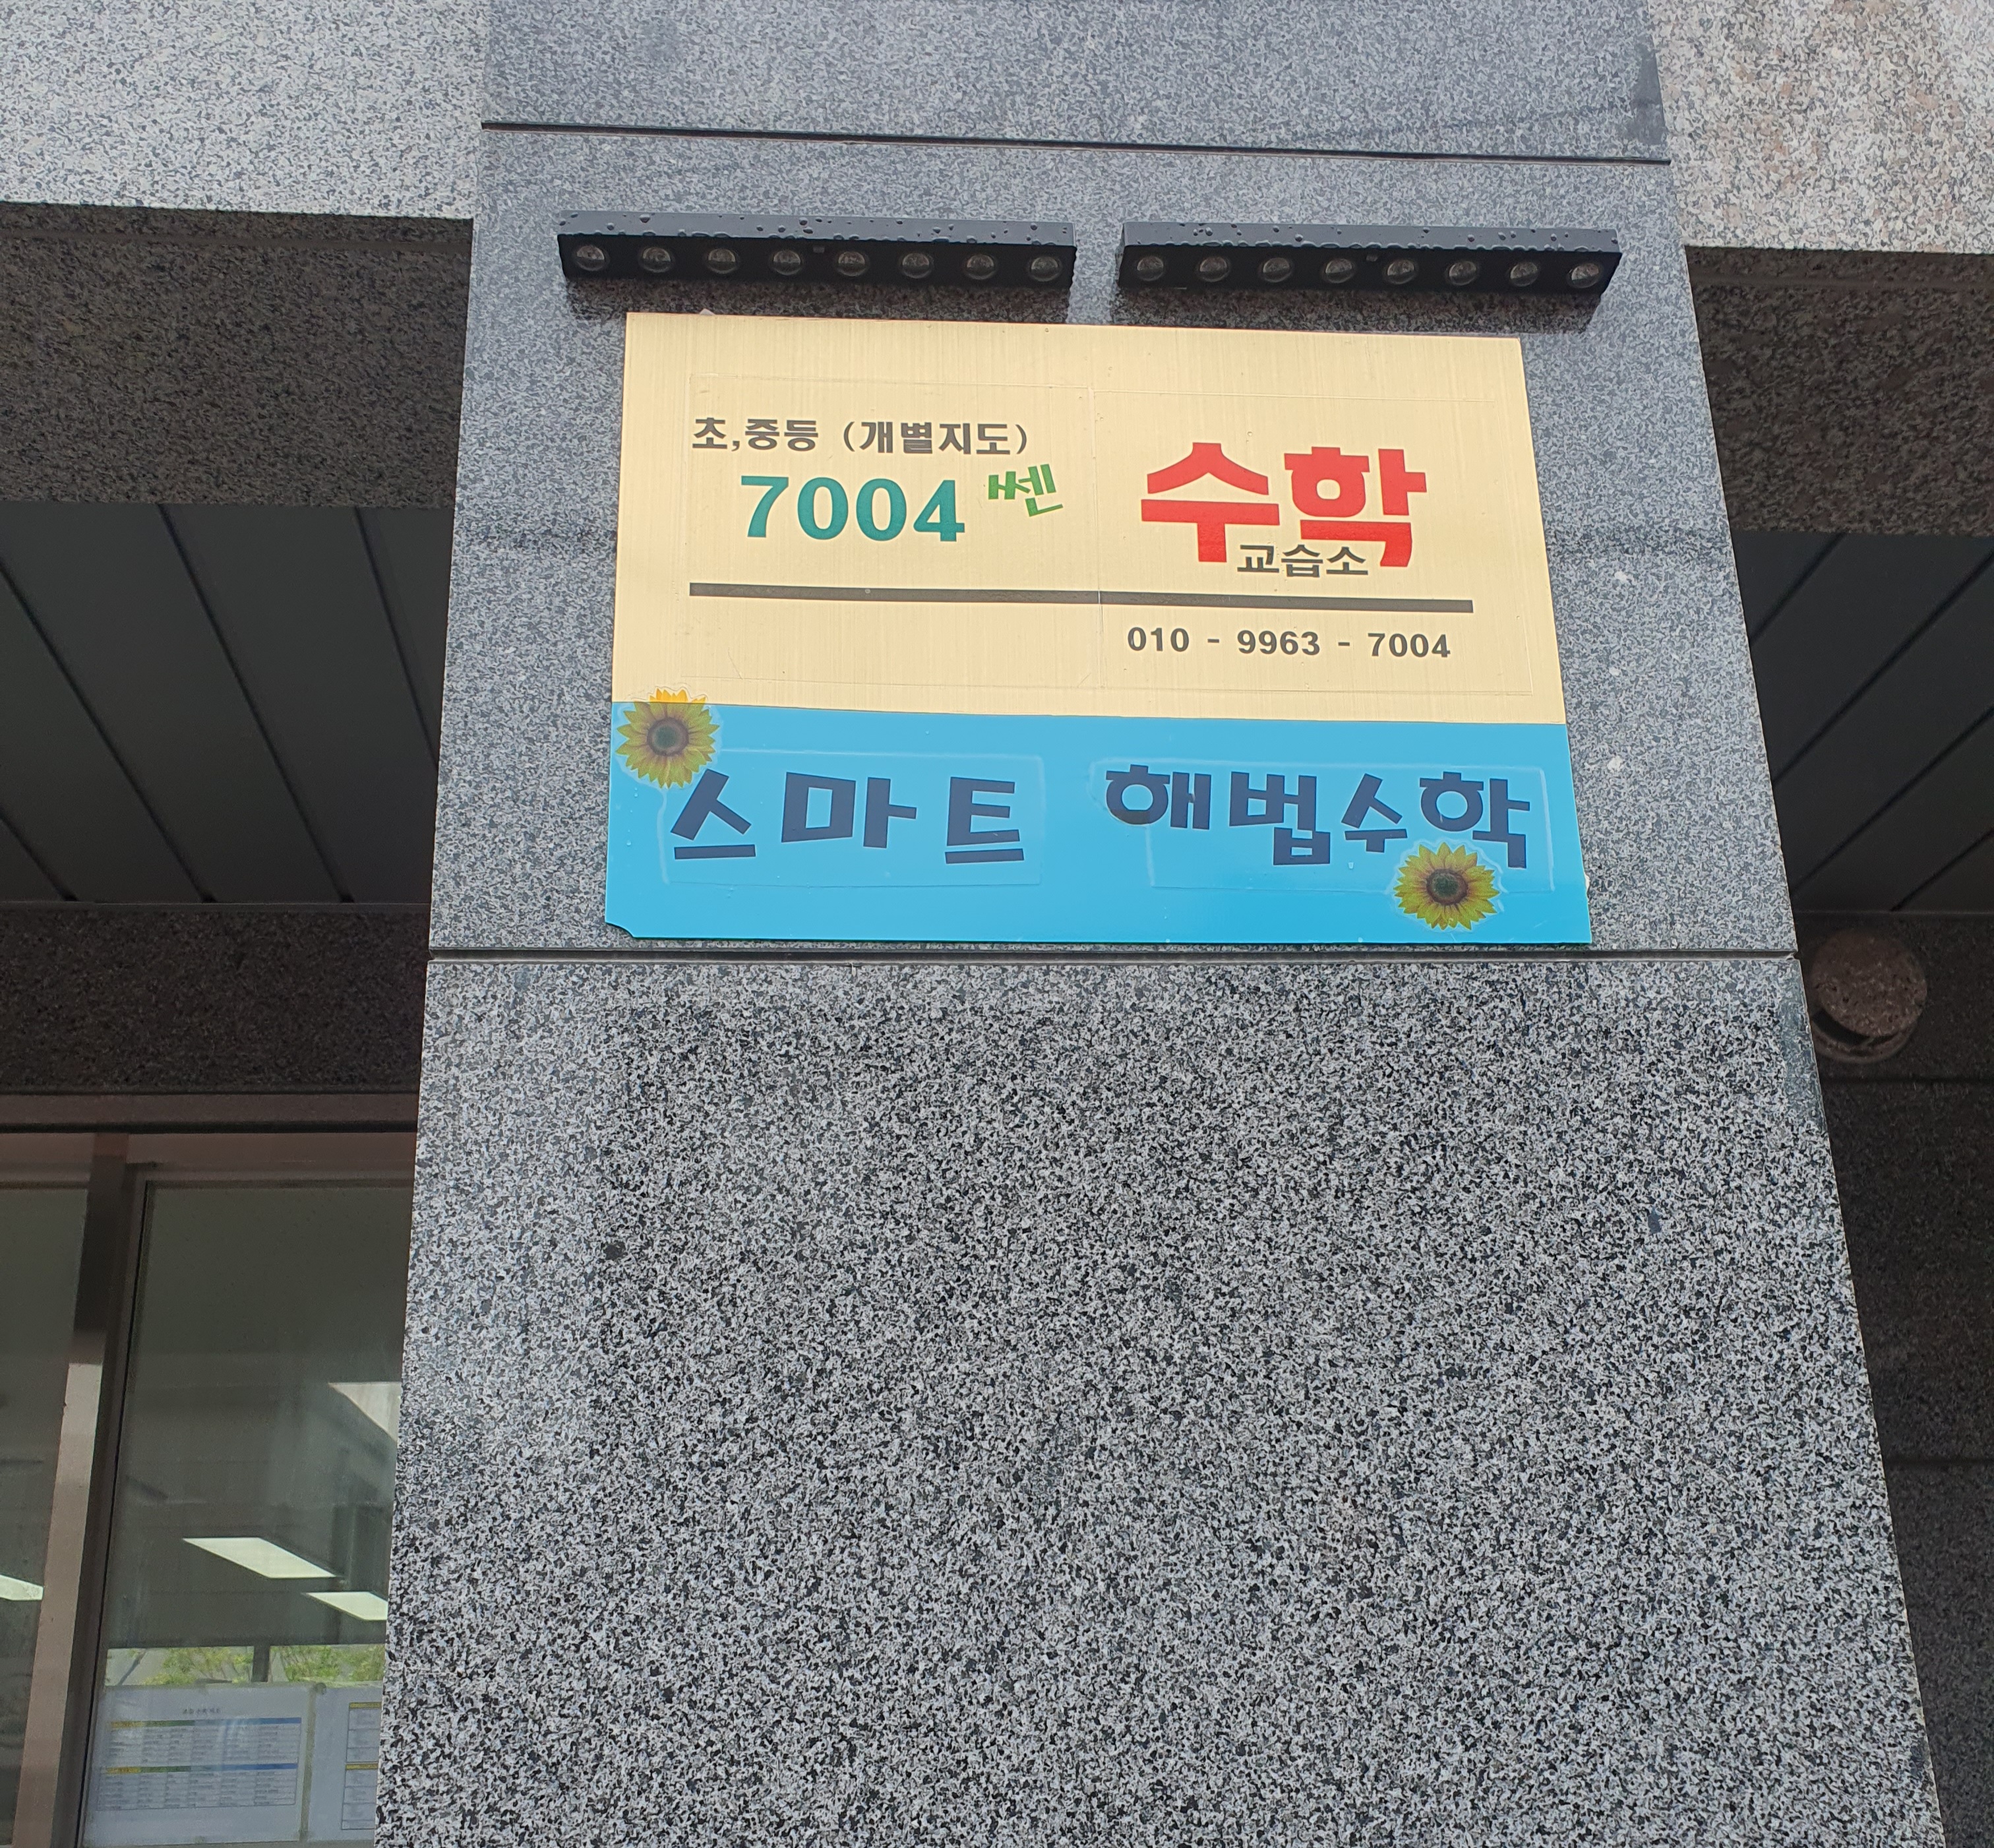 초,중등 (개별지도)
7004 쎈 수학
교습소
010 - 9963 - 7004
스마트 해법수학